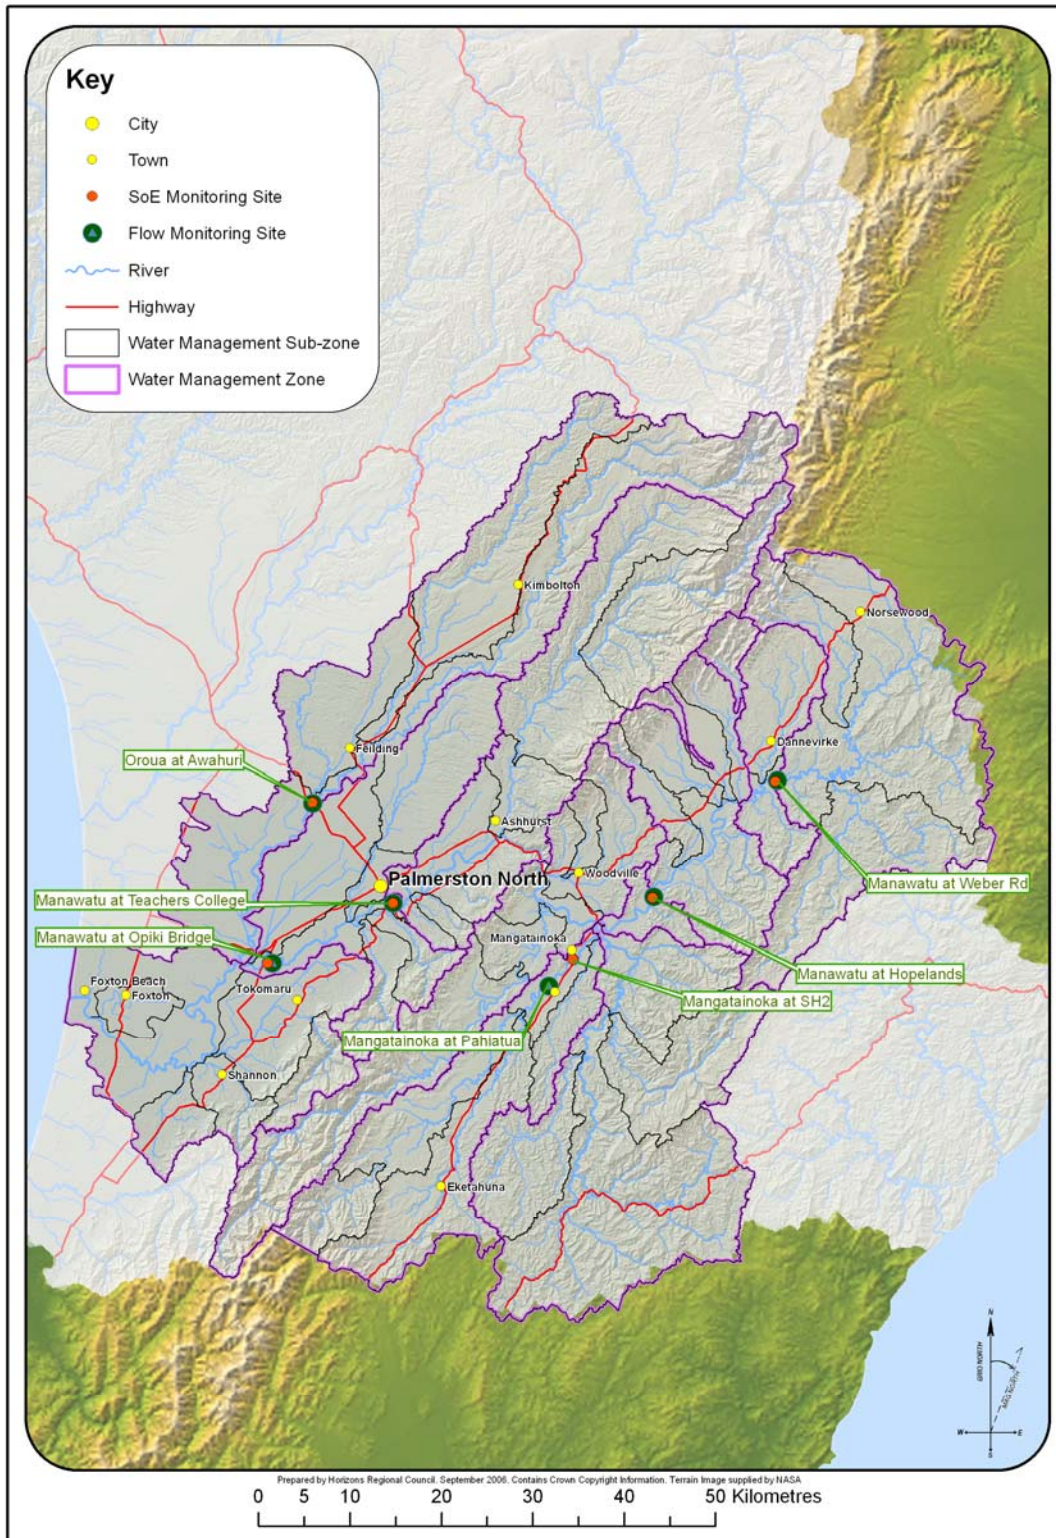 Key
City
Town
SoE Monitoring Site
Flow Monitoring Site
River
Highway
Water Management Sub-zone
Water Management Zone
Kimbolton
Norsewood
Dannevirke
Feilding
Oroua at Awahuri
Ashhurst
Woodville
Palmerston North
Manawatu at Weber Rd
Manawatu at Teachers College
Manawatu at Opiki Bridge
Mangatainoka
Manawatu at Hopelands
Foxton Beach
Foxton
Tokomaru
Mangatainoka at SH2
Mangatainoka at Pahiatua
Shannon
Eketahuna
N
GRID NORTH
MAG NORTH
W
E
S
Prepared by Horizons Regional Council. September 2006. Contains Crown Copyright Information. Terrain Image supplied by NASA
0 5 10 20 30 40 50 Kilometres